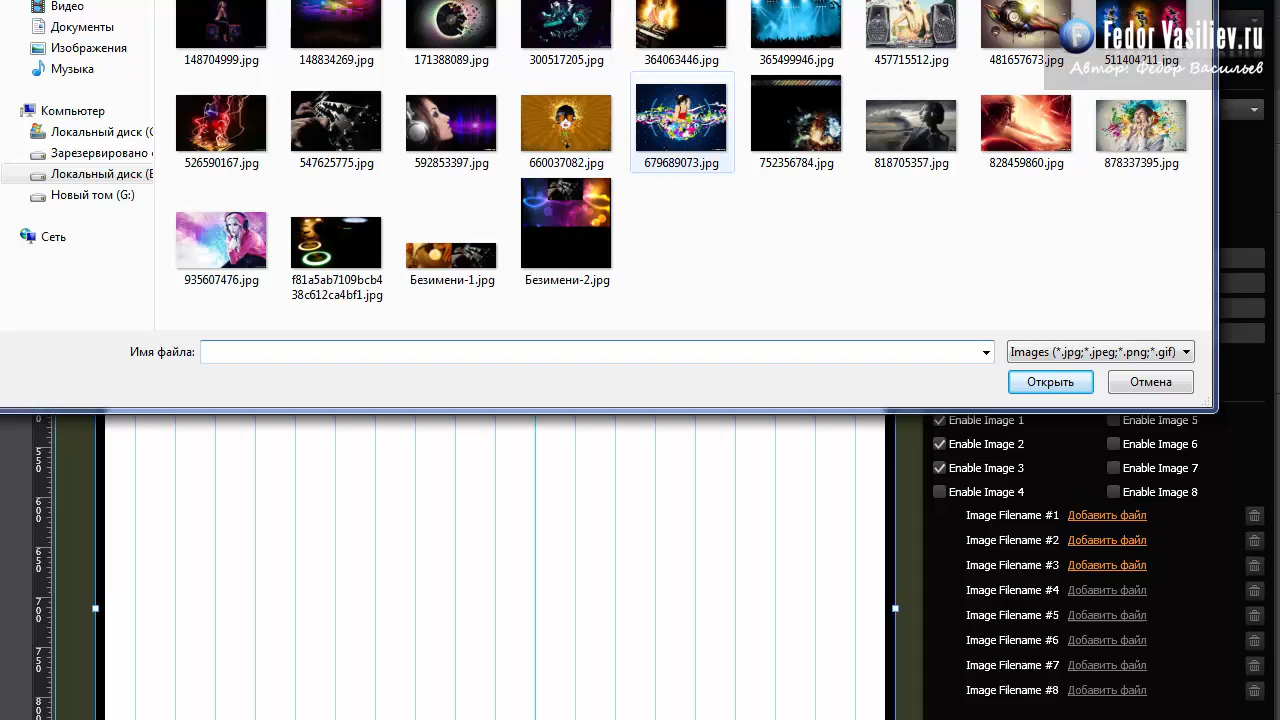 Видео
Документы
Изображения
Музыка
Компьютер
Локальный диск (
Зарезервировано
Локальный диск (E
Новый том (G:)
Сеть
148704999.jpg
148834269.jpg
171388089.jpg
300517205.jpg
364063446.jpg
365499946.jpg
457715512.jpg
481657673.jpg
Fedor Vasiliev.ru
Автор: Федор Васильев
526590167.jpg
547625775.jpg
592853397.jpg
660037082.jpg
679689073.jpg
752356784.jpg
818705357.jpg
828459860.jpg
878337395.jpg
935607476.jpg
f81a5ab7109bcb4
38c612ca4bf1.jpg
Безимени-1.jpg
Безимени-2.jpg
Имя файла:
Images (*.jpg;*.jpeg;*.png;*.gif)
Открыть
Отмена
0
550
600
650
700
750
8
Enable Image 1
Enable Image 5
Enable Image 2
Enable Image 6
Enable Image 3
Enable Image 7
Enable Image 4
Enable Image 8
Image Filename #1 Добавить файл
Image Filename #2 Добавить файл
Image Filename #3 Добавить файл
Image Filename #4 Добавить файл
Image Filename #5 Добавить файл
Image Filename #6 Добавить файл
Image Filename #7 Добавить файл
Image Filename #8 Добавить файл